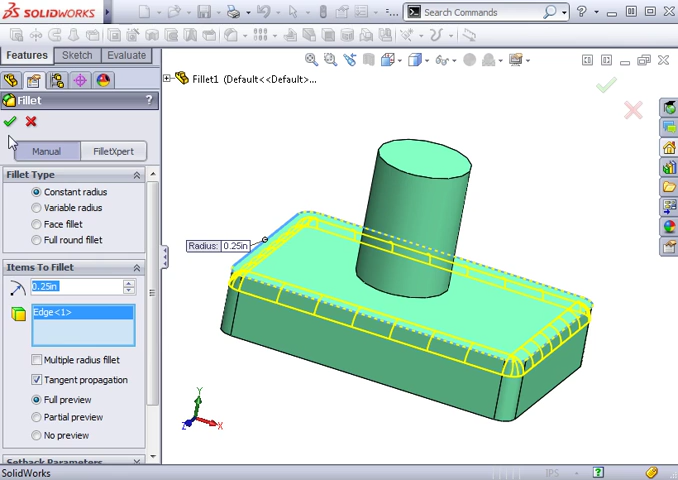 SOLIDWORKS
Search Commands
Features
Sketch
Evaluate
Fillet1 (Default<<Default>...
Fillet
?
Manual
FilletXpert
Fillet Type
Constant radius
Variable radius
Face fillet
Full round fillet
Items To Fillet
0.25in
Edge<1>
Multiple radius fillet
Tangent propagation
Full preview
Partial preview
No preview
Setback Parameters
Radius: 0.25in
Y
Z
X
SolidWorks
IPS
?